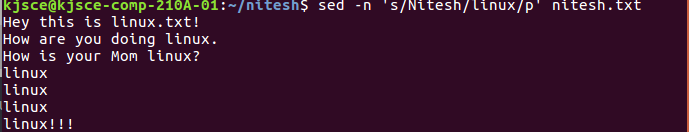 kjsce@kjsce-comp-210A-01:~/nitesh$ sed -n 's/Nitesh/linux/p' nitesh.txt
Hey this is linux.txt!
How are you doing linux.
How is your Mom linux?
linux
linux
linux
linux!!!